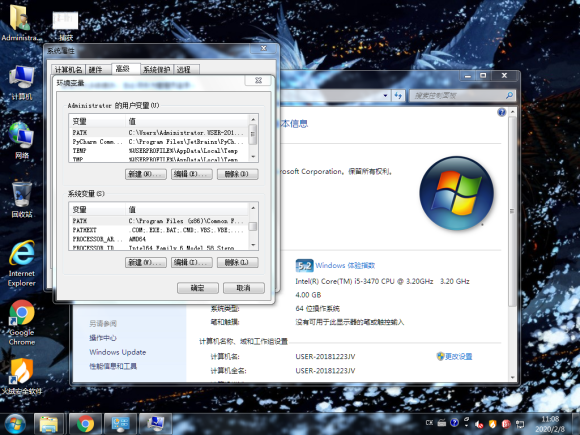 Administra...
捕获
计算机
网络
回收站
Internet
Explorer
Google
Chrome
火绒安全软件
系统属性
计算机名
硬件
高级
系统保护
远程
环境变量
Administrator 的用户变量(U)
变量
值
PATH
C:\Users\Administrator.USER-201...
PyCharm Comm...
C:\Program Files\JetBrains\PyCh...
TEMP
%USERPROFILE%\AppData\Local\Temp
TMP
%USERPROFILE%\AppData\Local\Temp
新建(N)...
编辑(E)...
删除(D)
系统变量(S)
变量
值
PATH
C:\Program Files (x86)\Common F...
PATHEXT
.COM;.EXE;.BAT;.CMD;.VBS;.VBE;...
PROCESSOR_AR...
AMD64
PROCESSOR_ID...
Intel64 Family 6 Model 58 Stepp...
新建(W)...
编辑(I)...
删除(L)
确定
取消
搜索控制面板
本信息
rosoft Corporation。保留所有权利。
5.2
Windows 体验指数
Intel(R) Core(TM) i5-3470 CPU @ 3.20GHz 3.20 GHz
4.00 GB
系统类型:
64 位操作系统
笔和触摸:
没有可用于此显示器的笔或触控输入
计算机名称、域和工作组设置
计算机名:
USER-20181223JV
更改设置
计算机全名:
USER-20181223JV
另请参阅
操作中心
Windows Update
性能信息和工具
CH
11:08
2020/2/8